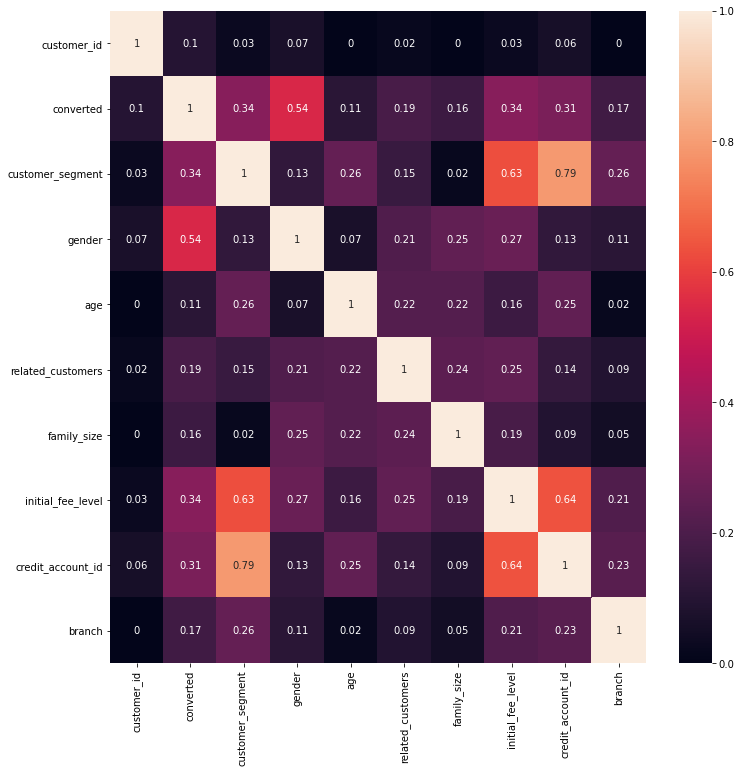 customer_id 1 0.1 0.03 0.07 0 0.02 0 0.03 0.06 0
converted 0.1 1 0.34 0.54 0.11 0.19 0.16 0.34 0.31 0.17
customer_segment 0.03 0.34 1 0.13 0.26 0.15 0.02 0.63 0.79 0.26
gender 0.07 0.54 0.13 1 0.07 0.21 0.25 0.27 0.13 0.11
age 0 0.11 0.26 0.07 1 0.22 0.22 0.16 0.25 0.02
related_customers 0.02 0.19 0.15 0.21 0.22 1 0.24 0.25 0.14 0.09
family_size 0 0.16 0.02 0.25 0.22 0.24 1 0.19 0.09 0.05
initial_fee_level 0.03 0.34 0.63 0.27 0.16 0.25 0.19 1 0.64 0.21
credit_account_id 0.06 0.31 0.79 0.13 0.25 0.14 0.09 0.64 1 0.23
branch 0 0.17 0.26 0.11 0.02 0.09 0.05 0.21 0.23 1
customer_id
converted
customer_segment
gender
age
related_customers
family_size
initial_fee_level
credit_account_id
branch
1.0
0.8
0.6
0.4
0.2
0.0